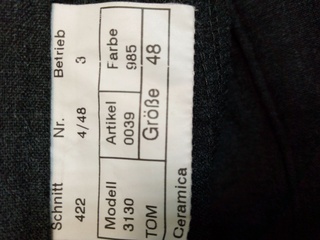 Schnitt Nr. Betrieb
422 4/48 3
Modell Artikel Farbe
3130 0039 985
TOM Größe 48
Ceramica